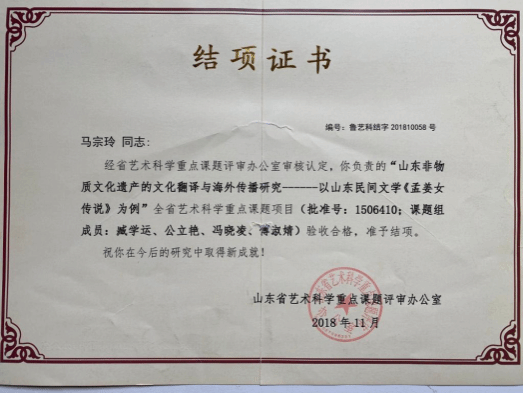 结项证书
编号：鲁艺科结字 201810058 号
马宗玲 同志：
经省艺术科学重点课题评审办公室审核认定，你负责的“山东非物
质文化遗产的文化翻译与海外传播研究------以山东民间文学《孟姜女
传说》为例”全省艺术科学重点课题项目（批准号：1506410；课题组
成员：臧学运、公立艳、冯晓凌、傅淑婧）验收合格，准予结项。
祝你在今后的研究中取得新成就！
山东省艺术科学重点课题评审办公室
2018 年 11 月